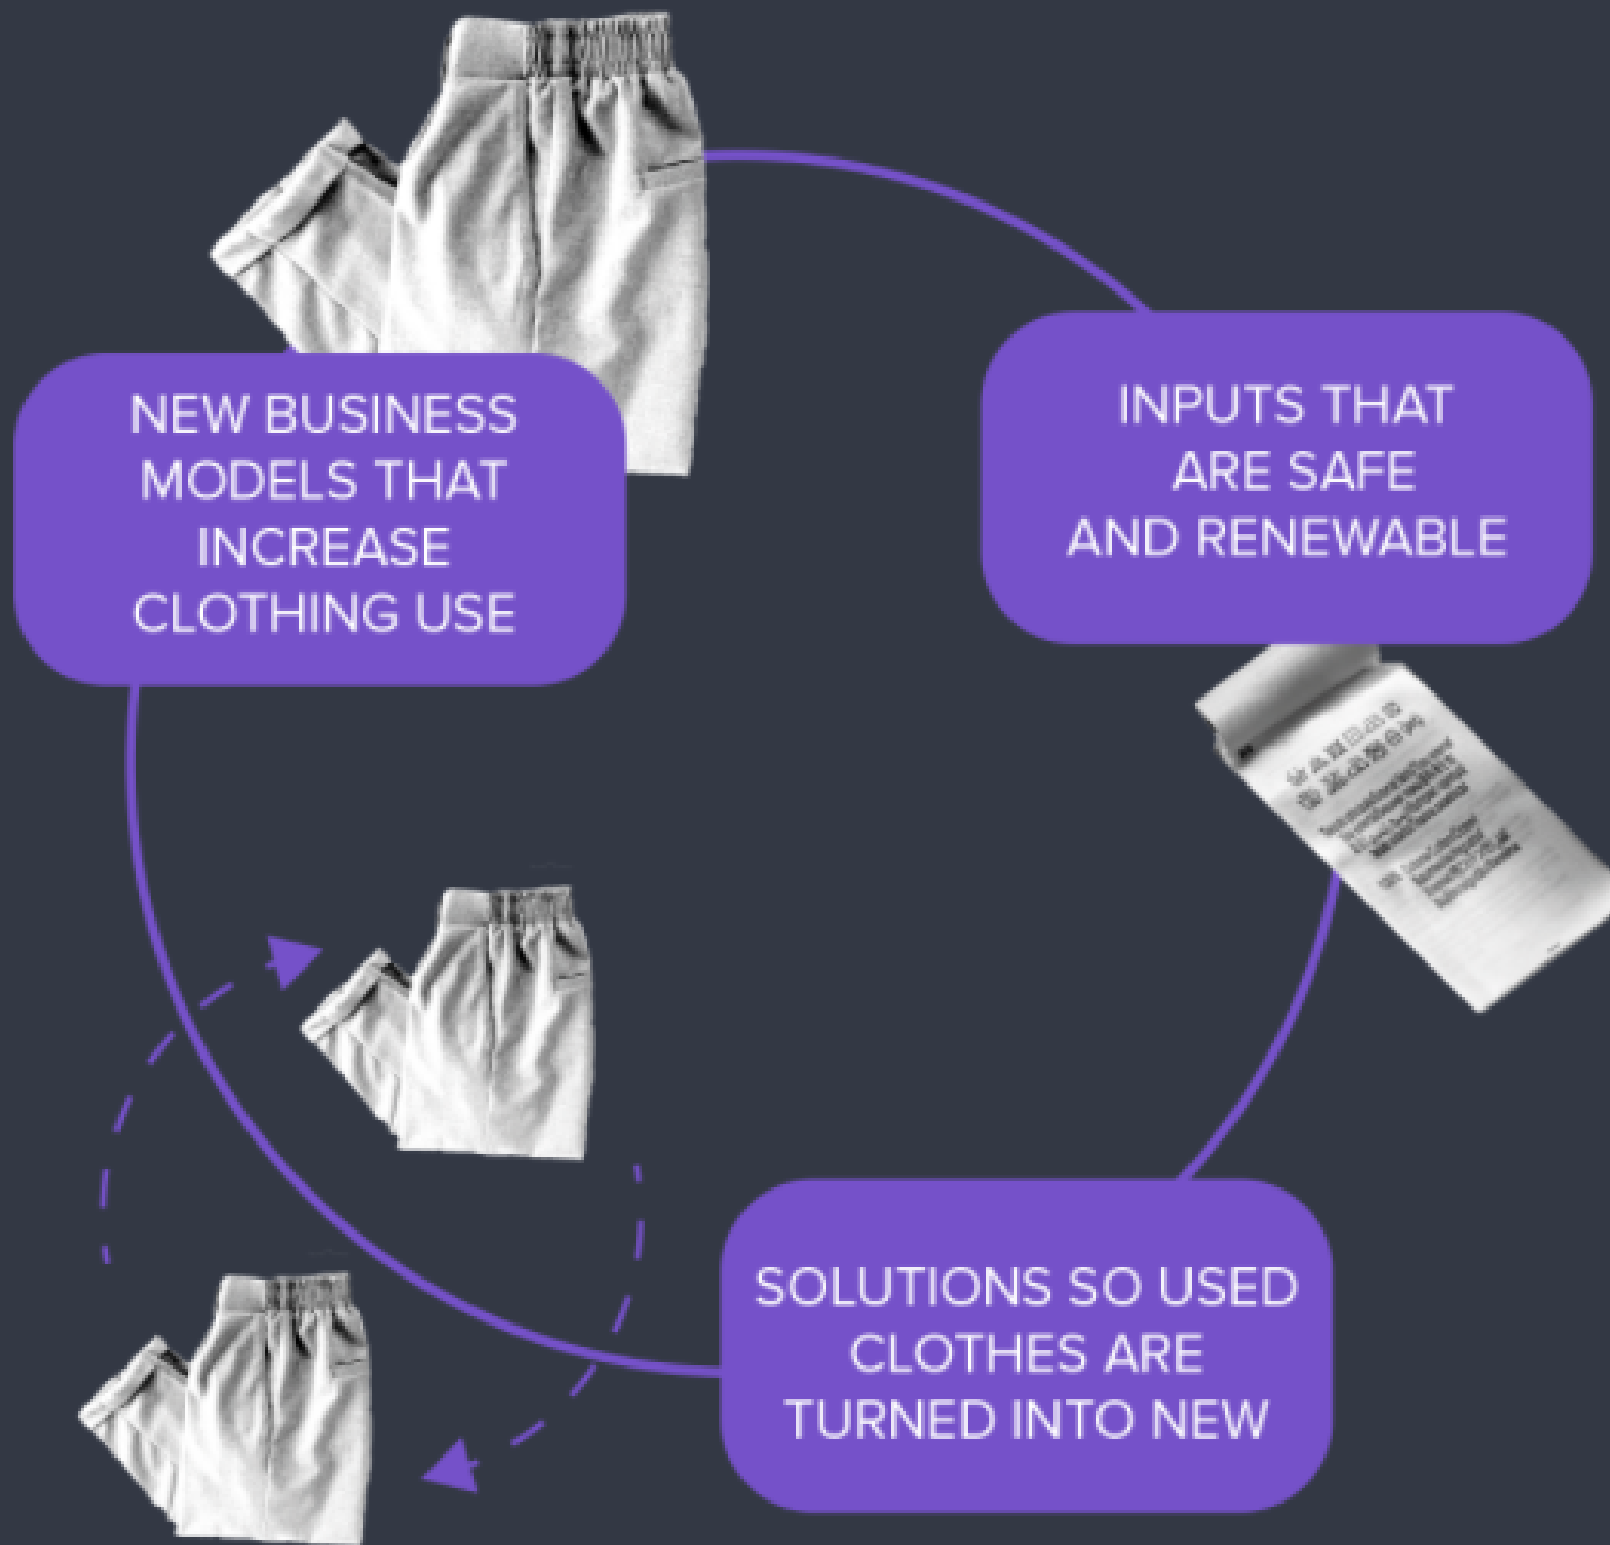 NEW BUSINESS
MODELS THAT
INCREASE
CLOTHING USE
INPUTS THAT
ARE SAFE
AND RENEWABLE
SOLUTIONS SO USED
CLOTHES ARE
TURNED INTO NEW